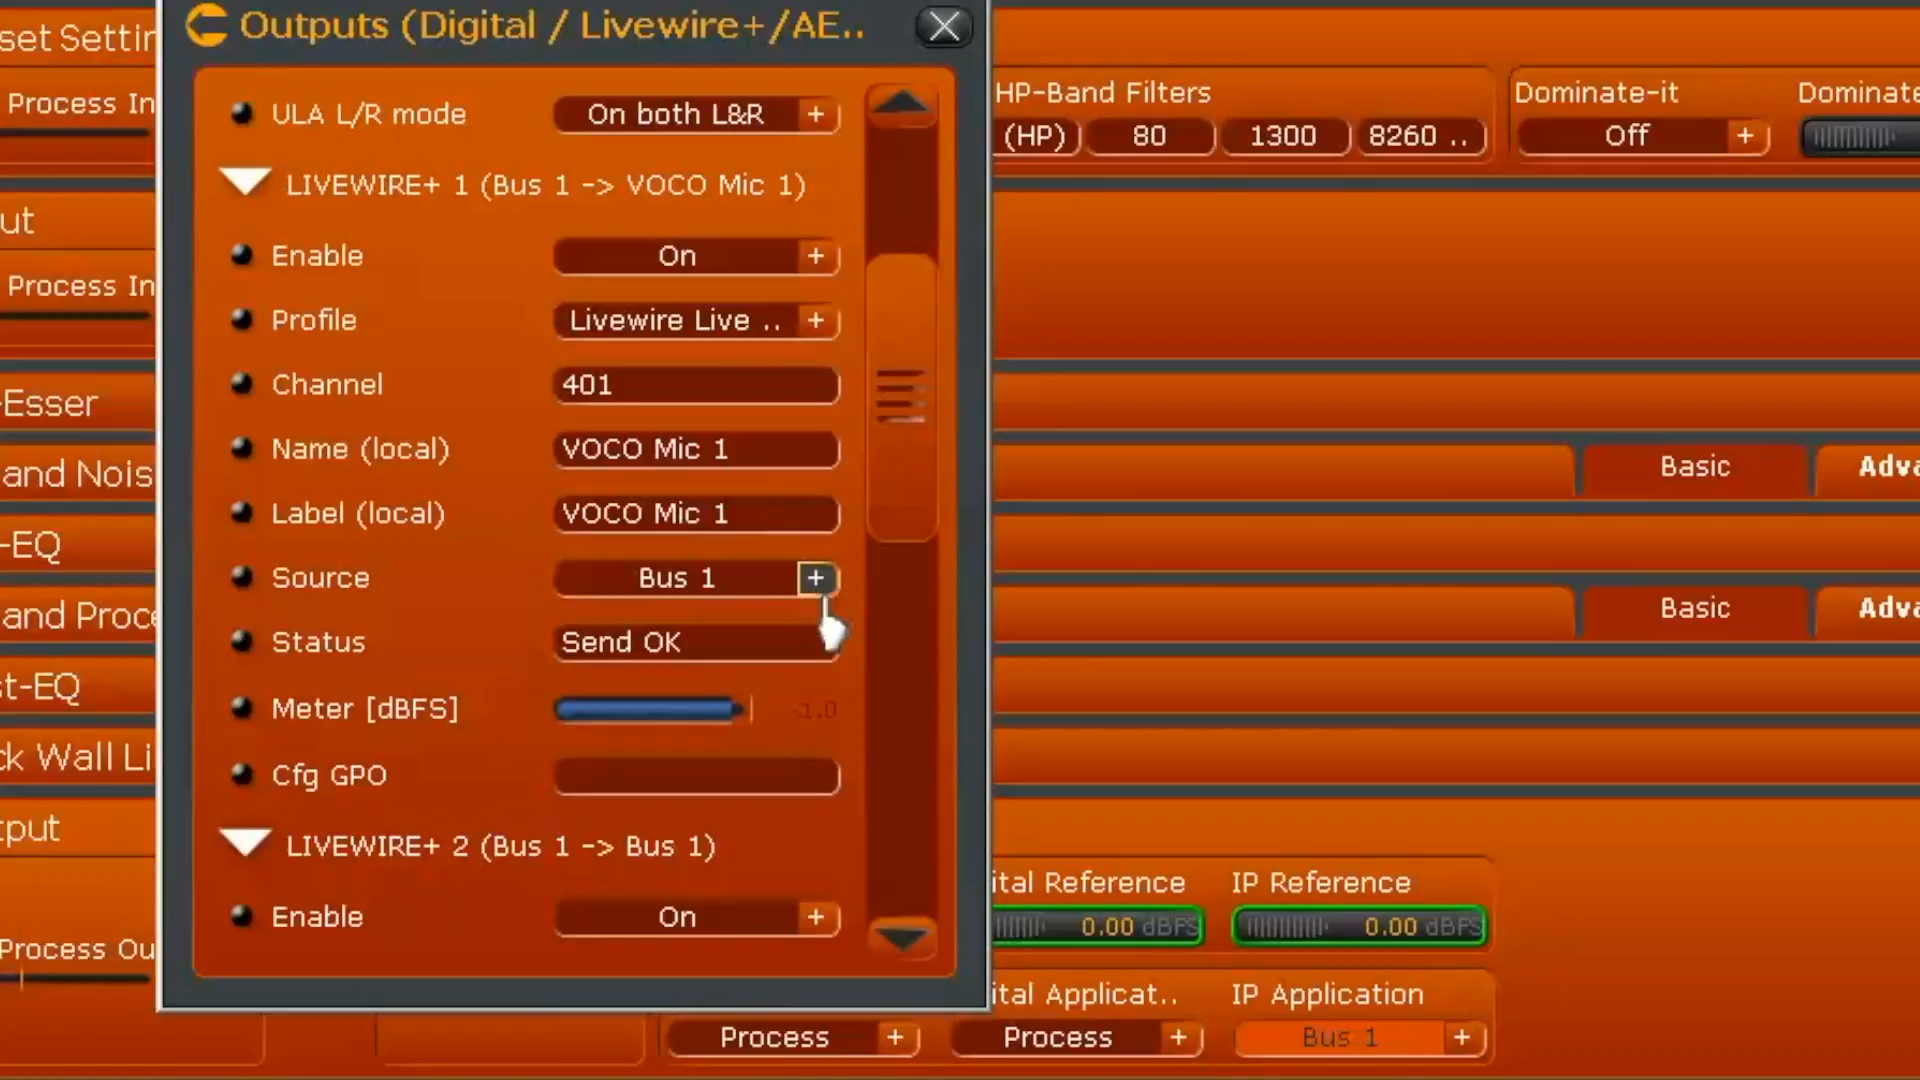 Outputs (Digital / Livewire+/AE..
ULA L/R mode On both L&R +
LIVEWIRE+ 1 (Bus 1 -> VOCO Mic 1)
Enable On +
Profile Livewire Live .. +
Channel 401
Name (local) VOCO Mic 1
Label (local) VOCO Mic 1
Source Bus 1 +
Status Send OK
Meter [dBFS] -1.0
Cfg GPO
LIVEWIRE+ 2 (Bus 1 -> Bus 1)
Enable On +
set Settin
Process In
ut
Process In
-Esser
and Nois
-EQ
and Proce
t-EQ
ck Wall Li
tput
Process Ou
HP-Band Filters
(HP) 80 1300 8260 ..
Dominate-it
Off +
Dominate
Basic Adva
Basic Adva
ital Reference
0.00 dBFS
IP Reference
0.00 dBFS
Process +
ital Applicat..
Process +
IP Application
Bus 1 +